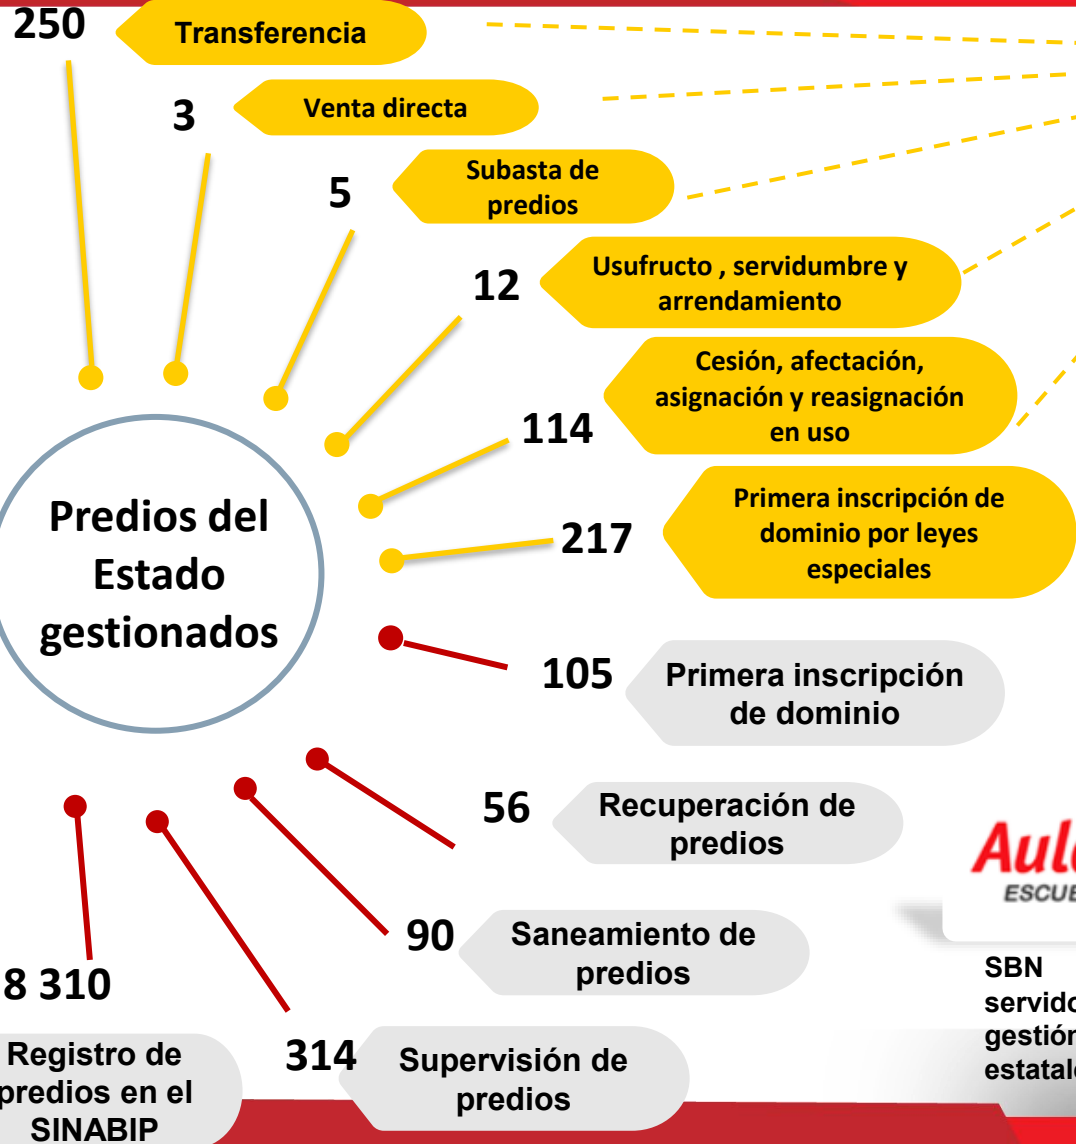 250
Transferencia
3
Venta directa
5
Subasta de
predios
12
Usufructo , servidumbre y
arrendamiento
114
Cesión, afectación,
asignación y reasignación
en uso
217
Primera inscripción de
dominio por leyes
especiales
Predios del
Estado
gestionados
105
Primera inscripción
de dominio
56
Recuperación de
predios
90
Saneamiento de
predios
314
Supervisión de
predios
8 310
Registro de
predios en el
SINABIP
SBN
gestión